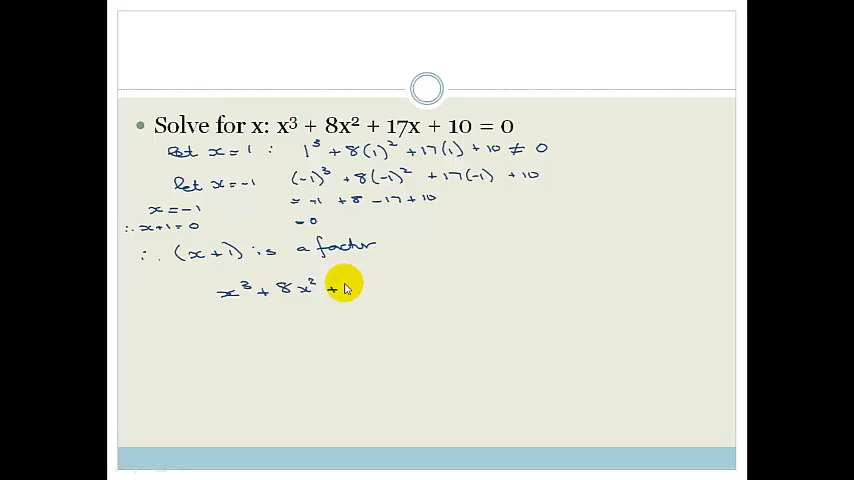 Solve for x: x³ + 8x² + 17x + 10 = 0
let x = 1 : 1³ + 8(1)² + 17(1) + 10 ≠ 0
let x = -1 (-1)³ + 8(-1)² + 17(-1) + 10
x = -1 = -1 + 8 - 17 + 10
∴ x+1 = 0 = 0
∴ (x+1) is a factor
x³ + 8x² +